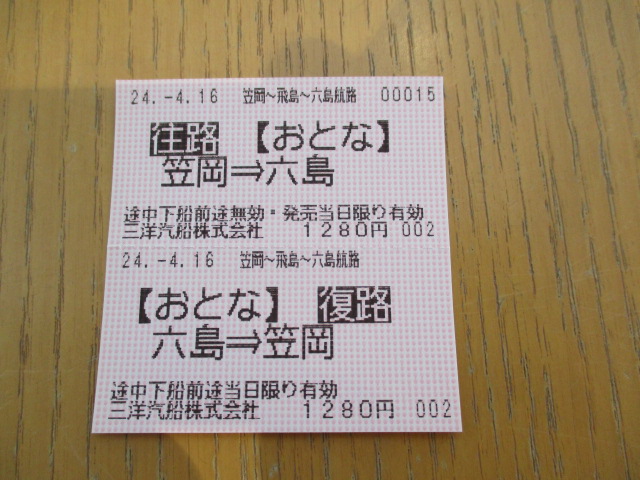 24.-4.16 笠岡～飛島～六島航路 00015
往路 【おとな】
笠岡⇒六島
途中下船前途無効・発売当日限り有効
三洋汽船株式会社 1280円 002
24.-4.16 笠岡～飛島～六島航路
【おとな】 復路
六島⇒笠岡
途中下船前途当日限り有効
三洋汽船株式会社 1280円 002